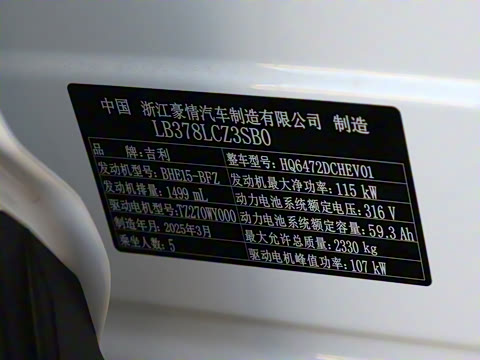 中国 浙江豪情汽车制造有限公司 制造
LB378LCZ3SB0
品 牌:吉利 整车型号:HQ6472DCHEV01
发动机型号:BHE15-BFZ 发动机最大净功率:115 kW
发动机排量:1499 mL 动力电池系统额定电压:316 V
驱动电机型号:TZ270WY000 动力电池系统额定容量:59.3 Ah
制造年月:2025年3月 最大允许总质量:2330 kg
乘坐人数:5 驱动电机峰值功率:107 kW